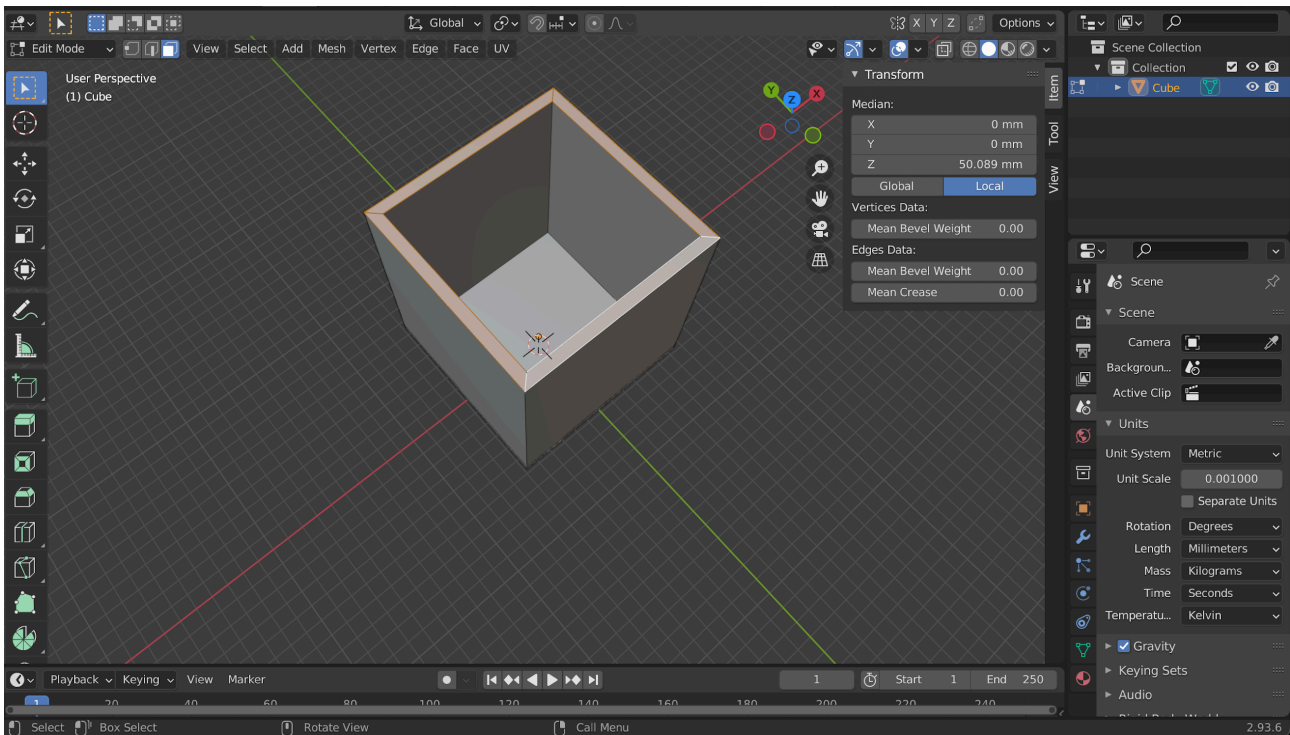 Global
X Y Z
Options
Edit Mode
View Select Add Mesh Vertex Edge Face UV
User Perspective
(1) Cube
Y Z X
Transform
Median:
X 0 mm
Y 0 mm
Z 50.089 mm
Global Local
Vertices Data:
Mean Bevel Weight 0.00
Edges Data:
Mean Bevel Weight 0.00
Mean Crease 0.00
Item
Tool
View
Scene Collection
Collection
Cube
Scene
Scene
Camera
Backgroun...
Active Clip
Units
Unit System Metric
Unit Scale 0.001000
Separate Units
Rotation Degrees
Length Millimeters
Mass Kilograms
Time Seconds
Temperatu... Kelvin
Gravity
Keying Sets
Audio
Playback Keying View Marker
1 Start 1 End 250
1 20 40 60 80 100 120 140 160 180 200 220 240
Select Box Select Rotate View Call Menu 2.93.6